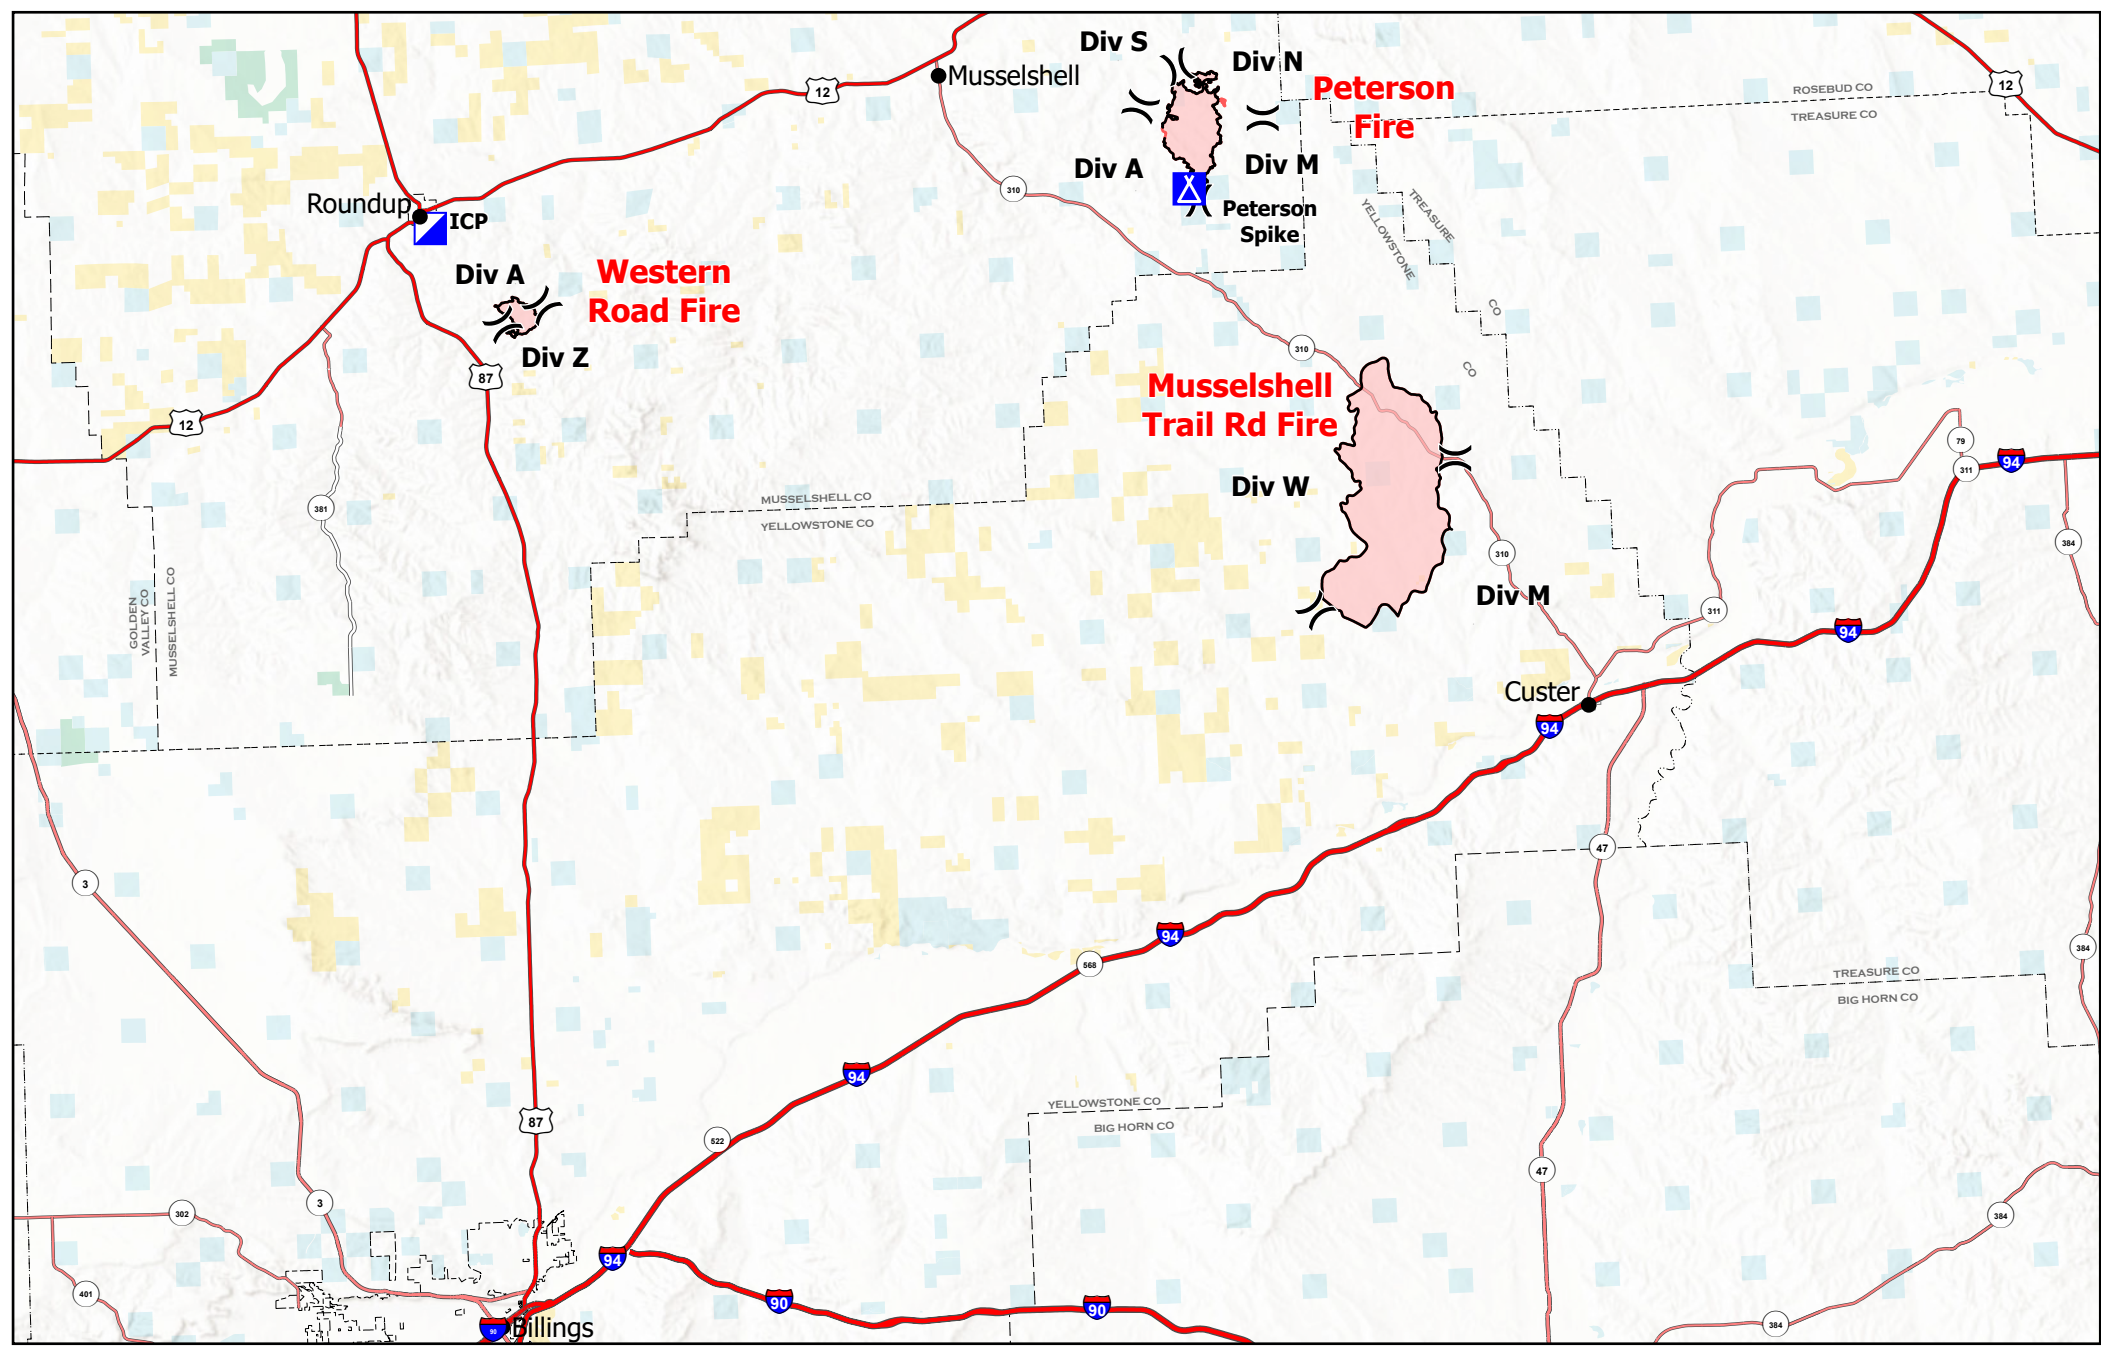 Div S
Div N
Musselshell
Peterson
Fire
12
12
ROSEBUD CO
TREASURE CO
Div A
Div M
310
Roundup
ICP
Peterson
Spike
TREASURE
YELLOWSTONE
CO
CO
Div A
Western
Road Fire
Div Z
87
310
Musselshell
Trail Rd Fire
12
79
311
94
Div W
381
MUSSELSHELL CO
YELLOWSTONE CO
310
384
GOLDEN
VALLEY CO
MUSSELSHELL CO
Div M
311
94
Custer
94
3
47
94
568
384
TREASURE CO
BIG HORN CO
94
YELLOWSTONE CO
BIG HORN CO
87
522
47
3
302
384
94
401
90
90
384
90
Billings